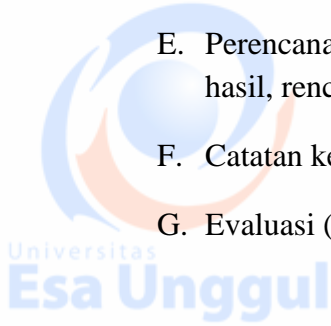 E. Perencana
hasil, renc
F. Catatan ke
G. Evaluasi (
Universitas
Esa Unggul